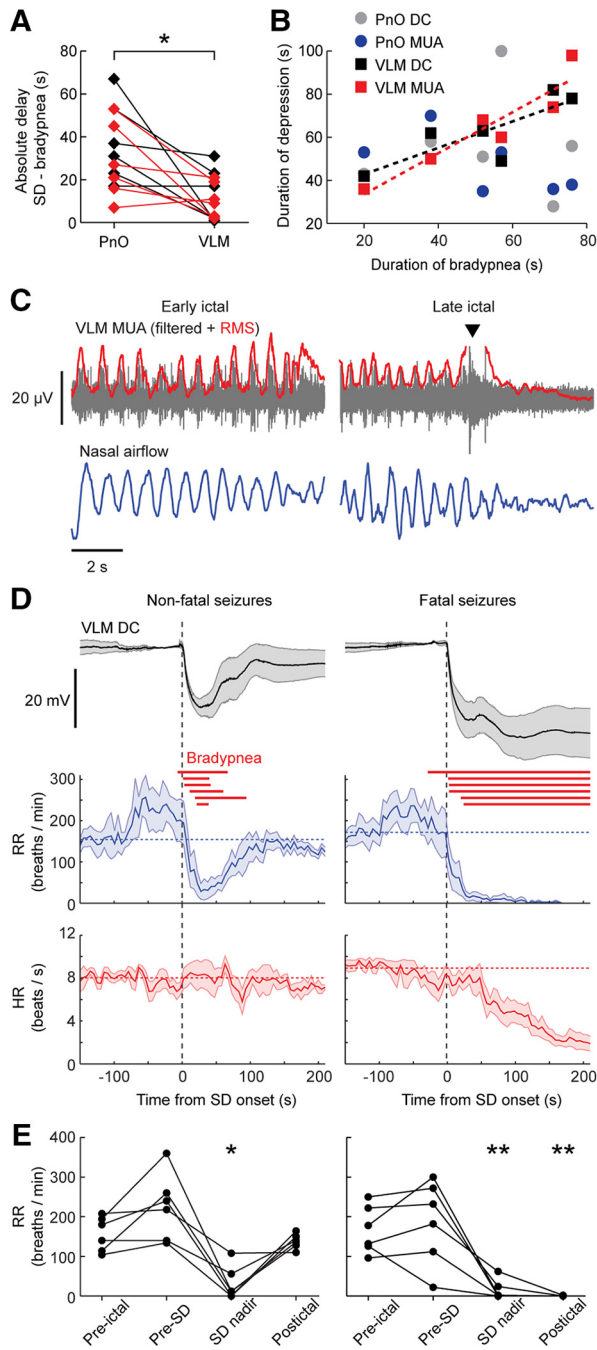 A
*
Absolute delay
SD - bradypnea (s)
80
60
40
20
0
PnO
VLM
B
PnO DC
PnO MUA
VLM DC
VLM MUA
Duration of depression (s)
100
80
60
40
20
20
40
60
80
Duration of bradypnea (s)
C
Early ictal
Late ictal
VLM MUA (filtered + RMS)
20 µV
Nasal airflow
2 s
D
Non-fatal seizures
Fatal seizures
VLM DC
20 mV
Bradypnea
RR
(breaths / min)
300
200
100
0
HR
(beats / s)
12
8
4
0
-100
0
100
200
-100
0
100
200
Time from SD onset (s)
Time from SD onset (s)
E
RR
(breaths / min)
400
300
200
100
0
*
**
**
Pre-ictal
Pre-SD
SD nadir
Postictal
Pre-ictal
Pre-SD
SD nadir
Postictal